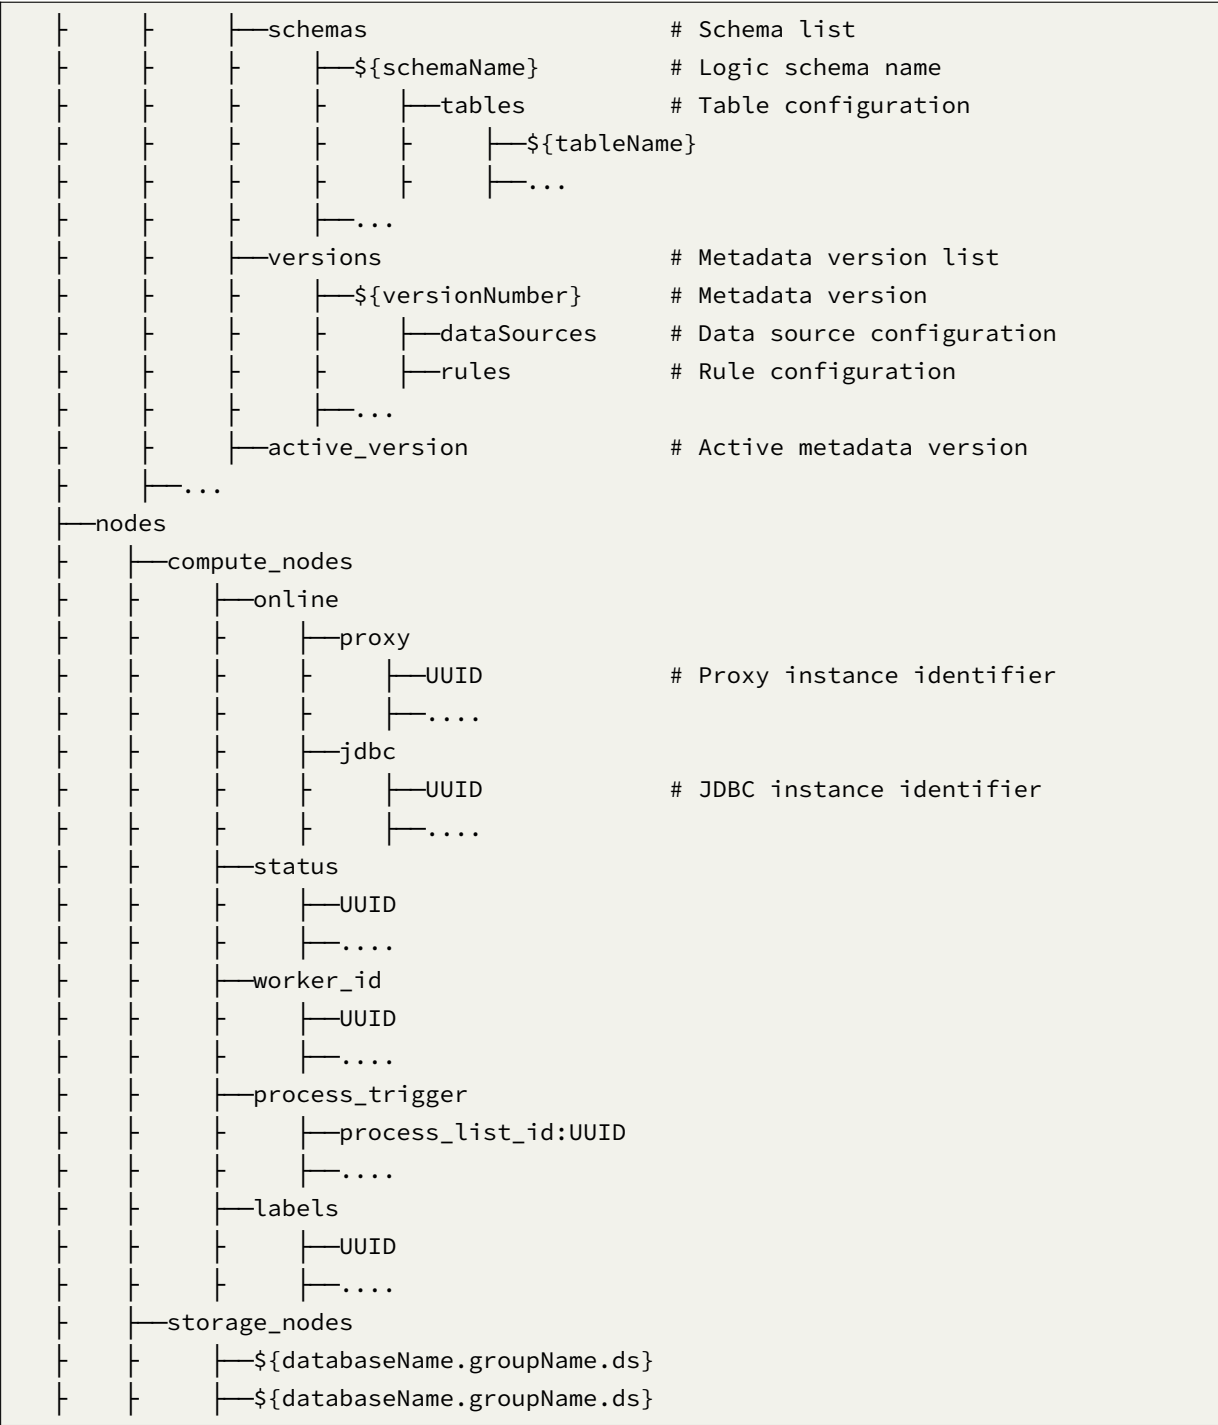 ├      ├      ├──schemas                     # Schema list
├      ├      ├      ├──${schemaName}         # Logic schema name
├      ├      ├      ├      ├──tables          # Table configuration
├      ├      ├      ├      ├      ├──${tableName}
├      ├      ├      ├      ├      ├──...
├      ├      ├      ├──...
├      ├      ├──versions                    # Metadata version list
├      ├      ├      ├──${versionNumber}      # Metadata version
├      ├      ├      ├      ├──dataSources     # Data source configuration
├      ├      ├      ├      ├──rules           # Rule configuration
├      ├      ├      ├──...
├      ├      ├──active_version              # Active metadata version
├      ├──...
├──nodes
├     ├──compute_nodes
├     ├      ├──online
├     ├      ├      ├──proxy
├     ├      ├      ├      ├──UUID             # Proxy instance identifier
├     ├      ├      ├      ├──....
├     ├      ├      ├──jdbc
├     ├      ├      ├      ├──UUID             # JDBC instance identifier
├     ├      ├      ├      ├──....
├     ├      ├──status
├     ├      ├      ├──UUID
├     ├      ├      ├──....
├     ├      ├──worker_id
├     ├      ├      ├──UUID
├     ├      ├      ├──....
├     ├      ├──process_trigger
├     ├      ├      ├──process_list_id:UUID
├     ├      ├      ├──....
├     ├      ├──labels
├     ├      ├      ├──UUID
├     ├      ├      ├──....
├     ├──storage_nodes
├     ├      ├──${databaseName.groupName.ds}
├     ├      ├──${databaseName.groupName.ds}